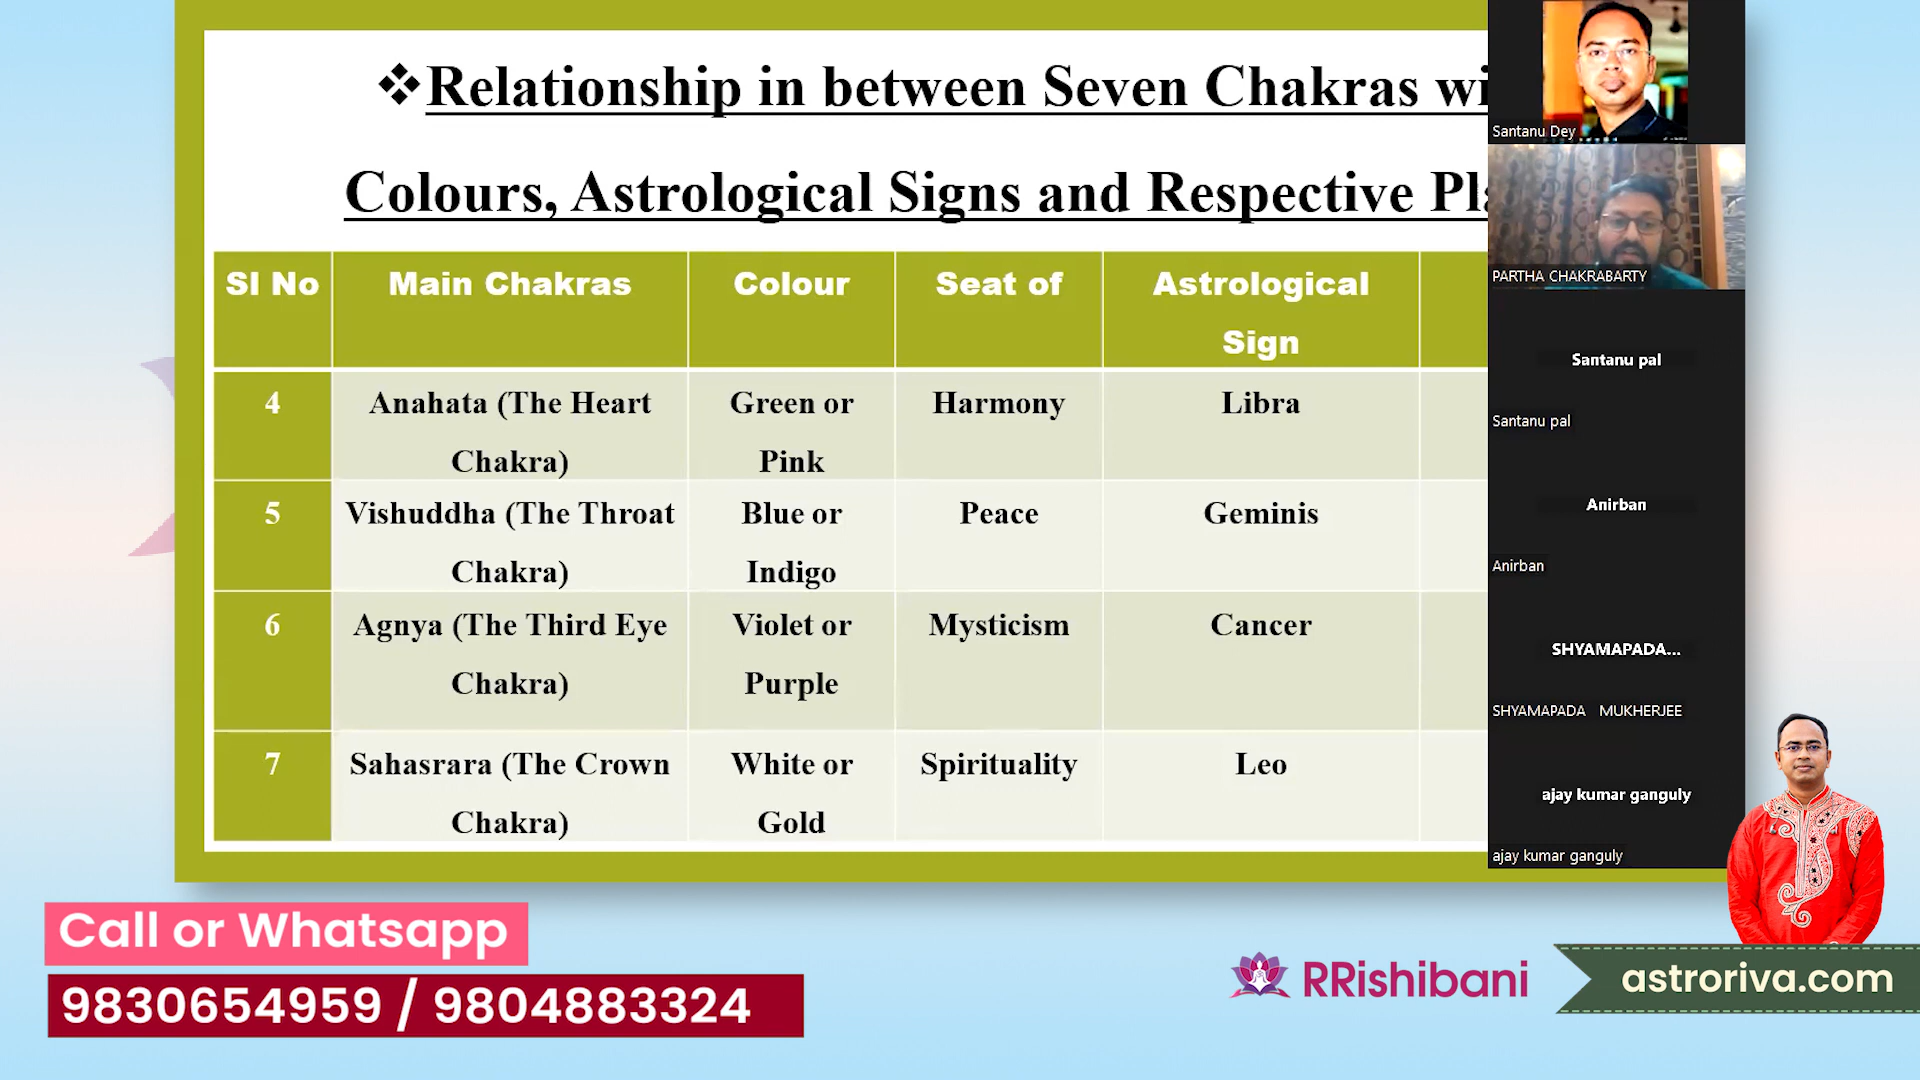 ❖Relationship in between Seven Chakras wi
Colours, Astrological Signs and Respective Pla
Sl No Main Chakras Colour Seat of Astrological
Sign
4 Anahata (The Heart Green or Harmony Libra
Chakra) Pink
5 Vishuddha (The Throat Blue or Peace Geminis
Chakra) Indigo
6 Agnya (The Third Eye Violet or Mysticism Cancer
Chakra) Purple
7 Sahasrara (The Crown White or Spirituality Leo
Chakra) Gold
Santanu Dey
PARTHA CHAKRABARTY
Santanu pal
Santanu pal
Anirban
Anirban
SHYAMAPADA...
SHYAMAPADA MUKHERJEE
ajay kumar ganguly
ajay kumar ganguly
Call or Whatsapp
9830654959 / 9804883324
RRishibani
astroriva.com